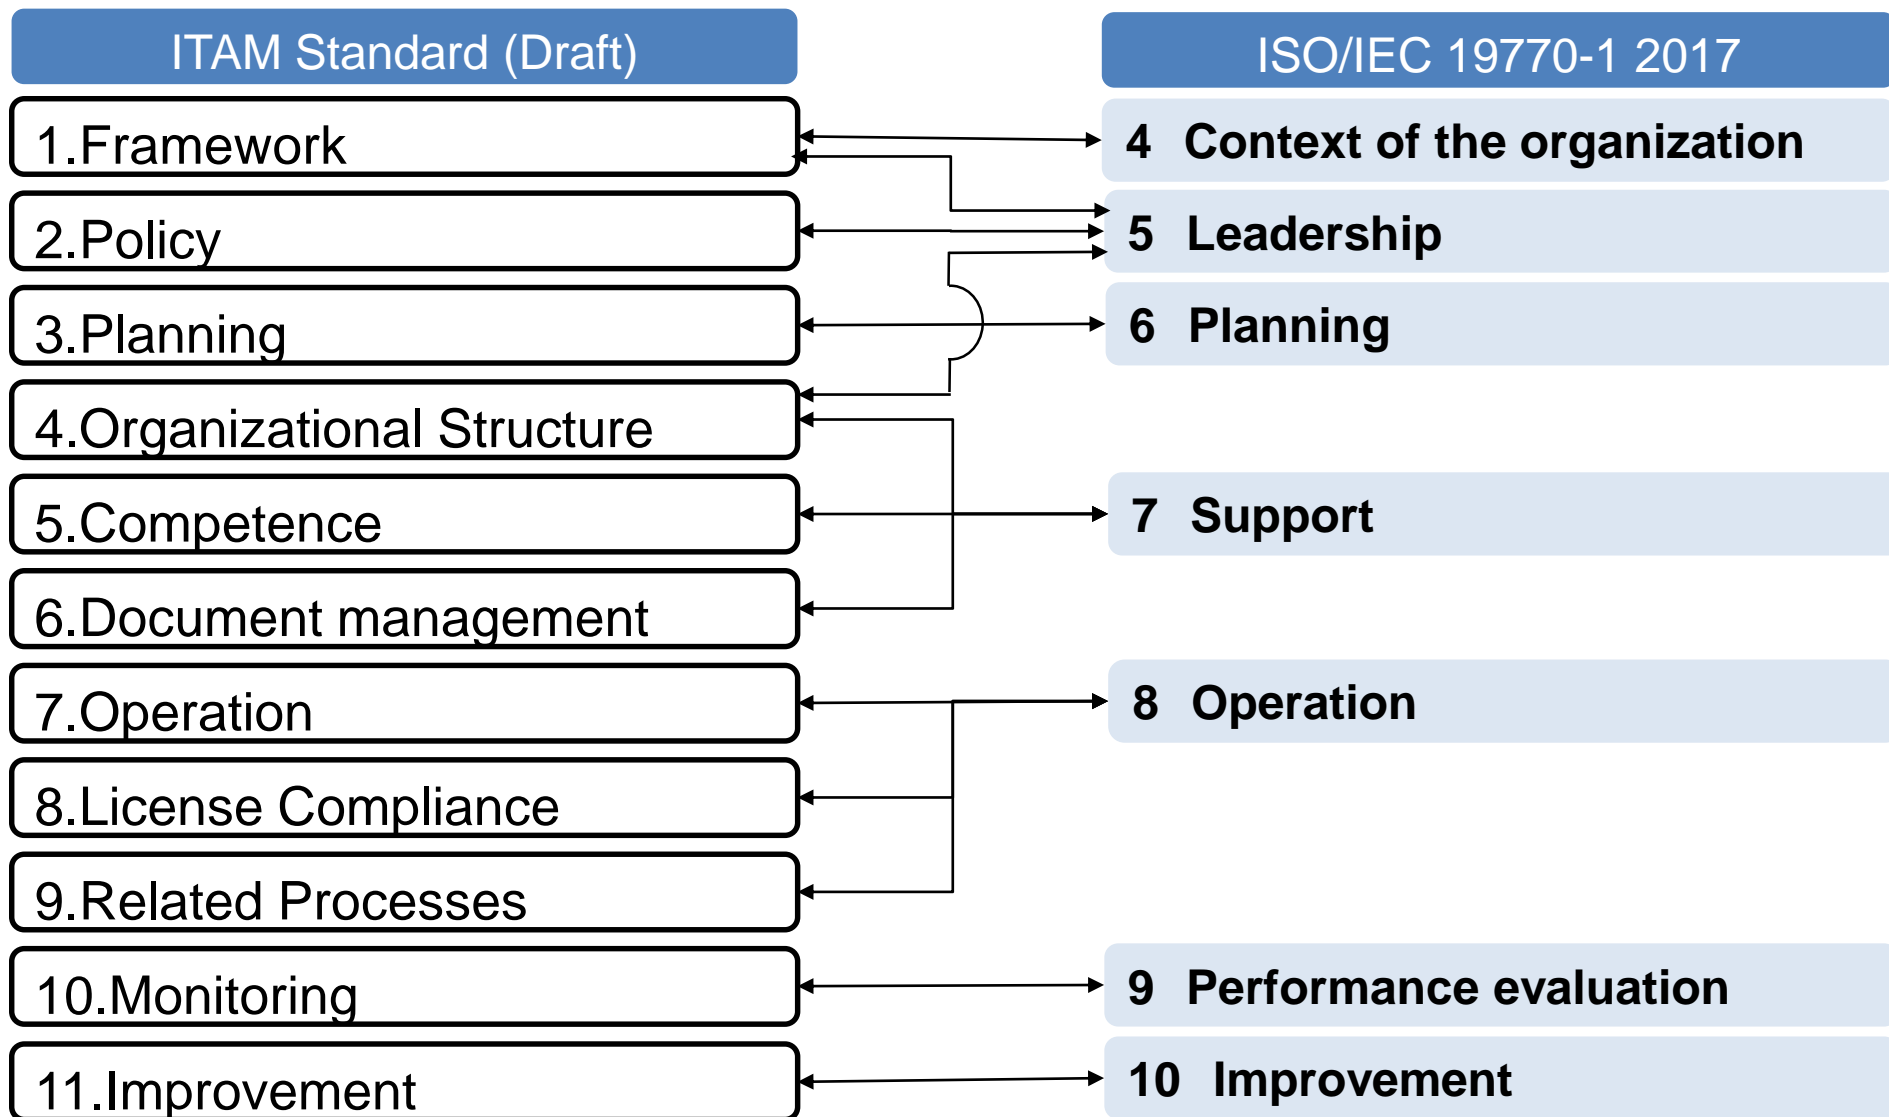 ITAM Standard (Draft)
1.Framework
2.Policy
3.Planning
4.Organizational Structure
5.Competence
6.Document management
7.Operation
8.License Compliance
9.Related Processes
10.Monitoring
11.Improvement
ISO/IEC 19770-1 2017
4 Context of the organization
5 Leadership
6 Planning
7 Support
8 Operation
9 Performance evaluation
10 Improvement